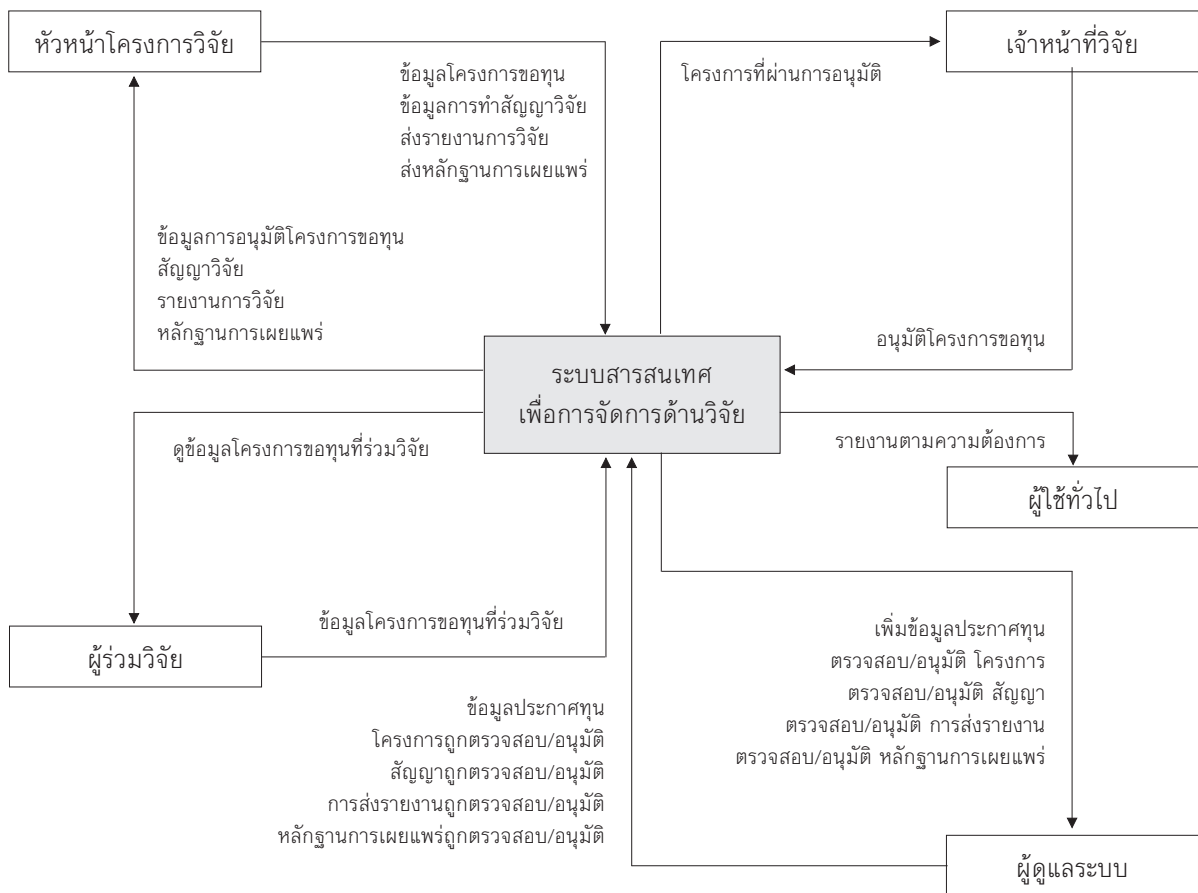 หัวหน้าโครงการวิจัย
เจ้าหน้าที่วิจัย
ข้อมูลโครงการขอทุน
ข้อมูลการทำสัญญาวิจัย
ส่งรายงานการวิจัย
ส่งหลักฐานการเผยแพร่
โครงการที่ผ่านการอนุมัติ
ข้อมูลการอนุมัติโครงการขอทุน
สัญญาวิจัย
รายงานการวิจัย
หลักฐานการเผยแพร่
อนุมัติโครงการขอทุน
ระบบสารสนเทศ
เพื่อการจัดการด้านวิจัย
ดูข้อมูลโครงการขอทุนที่ร่วมวิจัย
รายงานตามความต้องการ
ผู้ใช้ทั่วไป
ข้อมูลโครงการขอทุนที่ร่วมวิจัย
ผู้ร่วมวิจัย
เพิ่มข้อมูลประกาศทุน
ตรวจสอบ/อนุมัติ โครงการ
ตรวจสอบ/อนุมัติ สัญญา
ตรวจสอบ/อนุมัติ การส่งรายงาน
ตรวจสอบ/อนุมัติ หลักฐานการเผยแพร่
ข้อมูลประกาศทุน
โครงการถูกตรวจสอบ/อนุมัติ
สัญญาถูกตรวจสอบ/อนุมัติ
การส่งรายงานถูกตรวจสอบ/อนุมัติ
หลักฐานการเผยแพร่ถูกตรวจสอบ/อนุมัติ
ผู้ดูแลระบบ